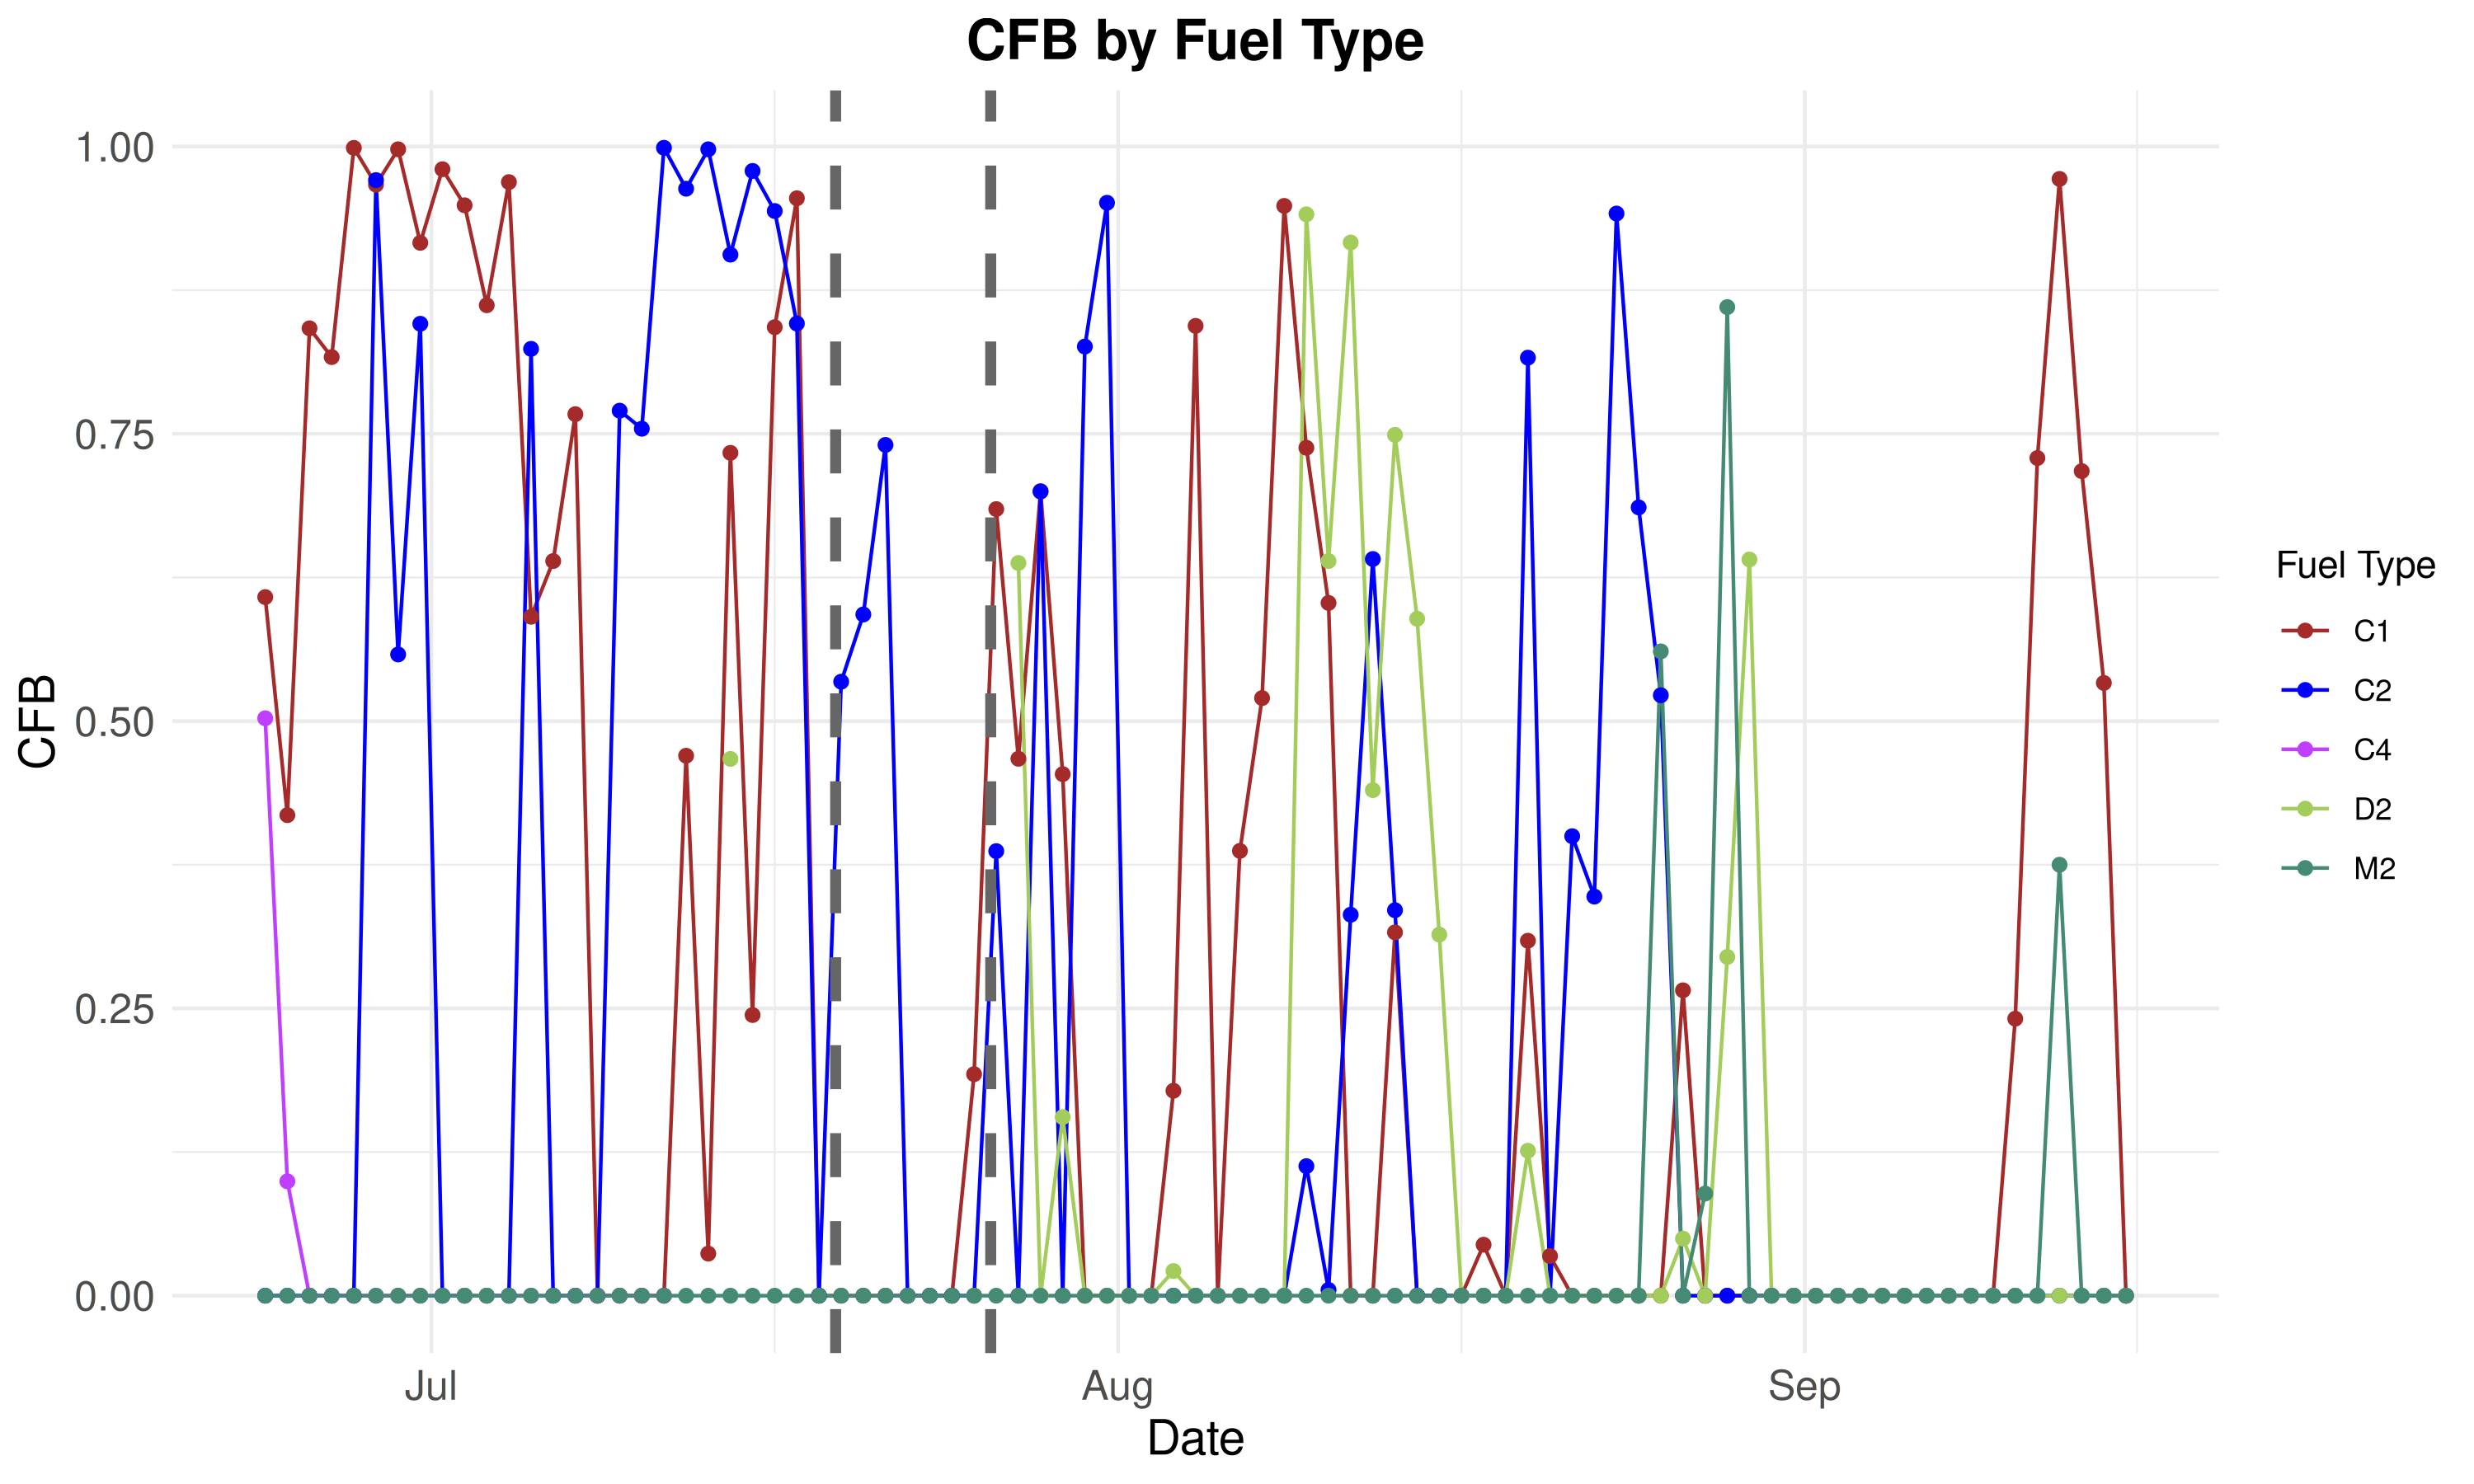 CFB by Fuel Type
1.00
0.75
0.50
0.25
0.00
CFB
Jul
Aug
Sep
Date
Fuel Type
C1
C2
C4
D2
M2